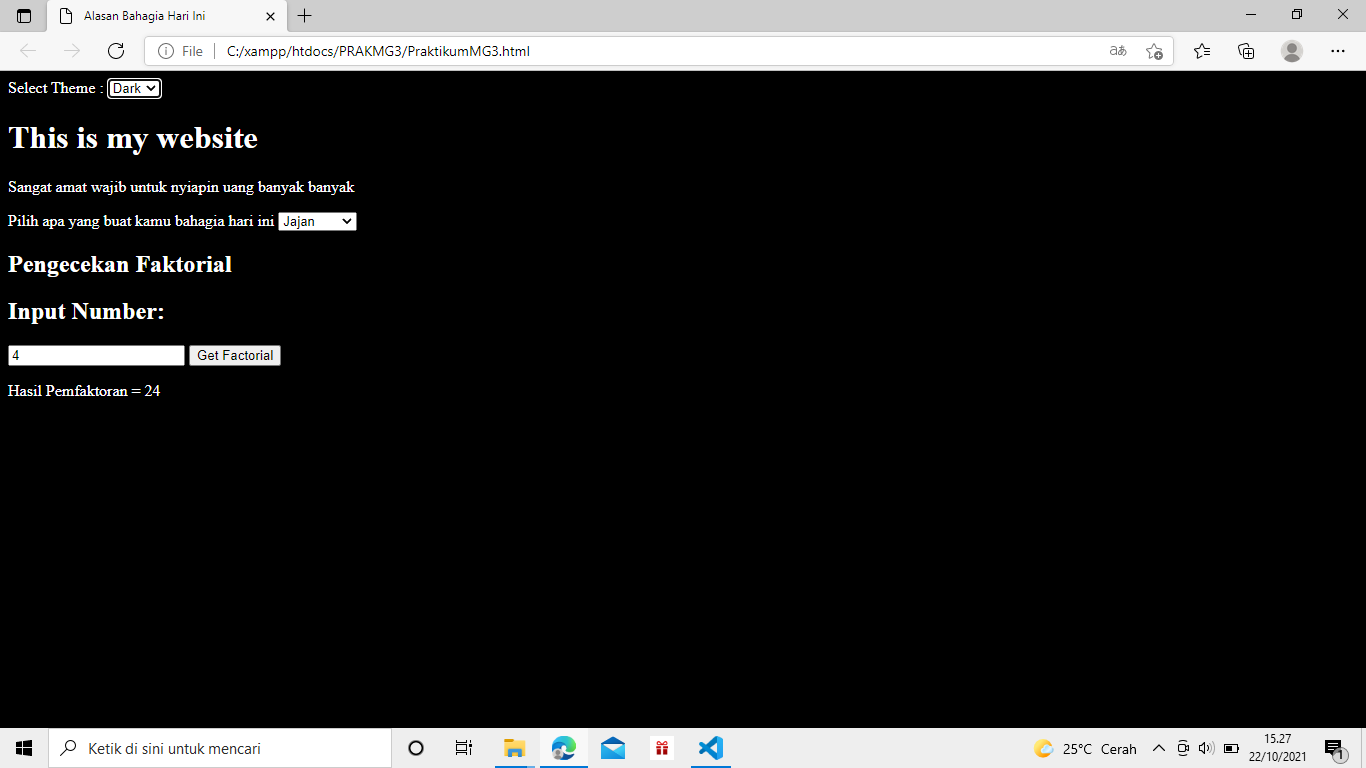 Alasan Bahagia Hari Ini
File
C:/xampp/htdocs/PRAKMG3/PraktikumMG3.html
aあ
Select Theme : Dark
This is my website
Sangat amat wajib untuk nyiapin uang banyak banyak
Pilih apa yang buat kamu bahagia hari ini Jajan
Pengecekan Faktorial
Input Number:
4 Get Factorial
Hasil Pemfaktoran = 24
Ketik di sini untuk mencari
25°C Cerah
15.27
22/10/2021
1